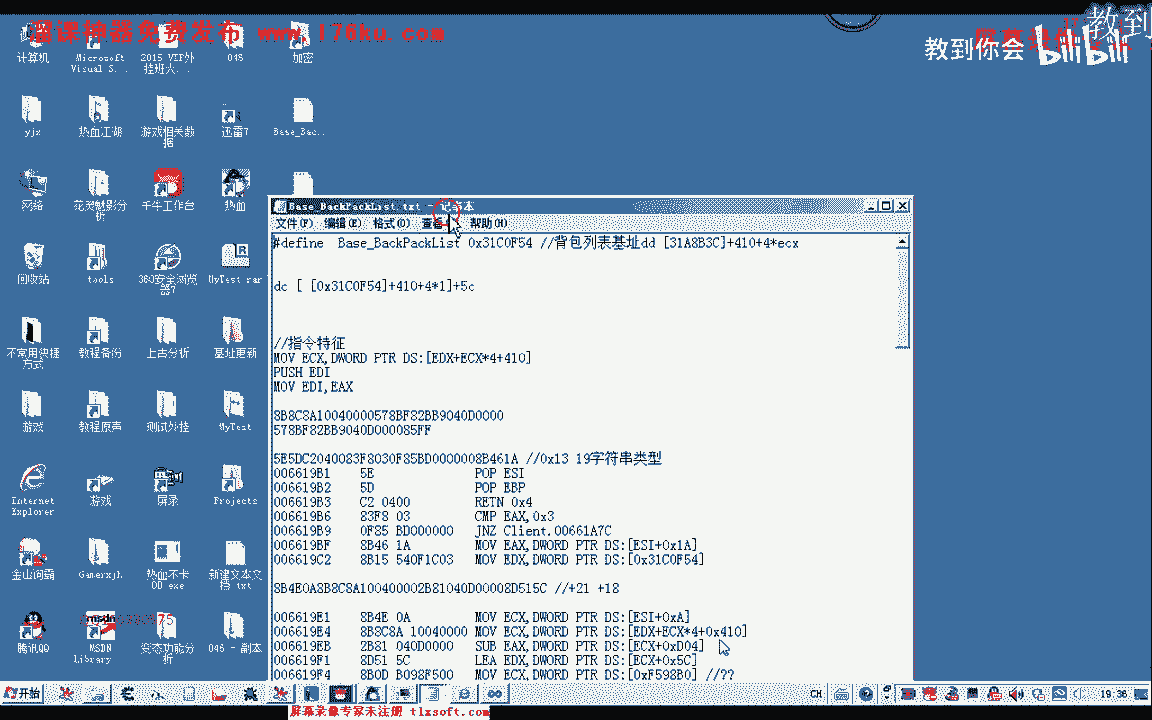 溜课神器免费发布 www.176ku.com
教到你会 bilibili
教到
计算机
Microsoft Visual S...
2015 VIP外挂班大...
048
加密
yjx
热血江湖
游戏相关数据
迅雷7
Base_Bac...
网络
花灵魅影分析
千牛工作台
热血
回收站
tools
360安全浏览器7
MyTest.rar
不常用快捷方式
教程备份
上古分析
基址更新
游戏
教程原声
测试外挂
MyTest
Internet Explorer
游戏
屏录
Projects
金山词霸
Gamerxjh
热血不卡OD.exe
新建文本文档.txt
腾讯QQ
MSDN Library
变态功能分析
046 - 副本
Base_BackPackList.txt - 记事本
文件(F) 编辑(E) 格式(O) 查看 帮助(H)
#define Base_BackPackList 0x31C0F54 //背包列表基址dd [31A8B3C]+410+4*ecx
dc [ [0x31C0F54]+410+4*1]+5c
//指令特征
MOV ECX,DWORD PTR DS:[EDX+ECX*4+410]
PUSH EDI
MOV EDI,EAX
8B8C8A10040000578BF82BB9040D0000
578BF82BB9040D000085FF
5E5DC2040083F8030F85BD0000008B461A //0x13 19字符串类型
006619B1 5E POP ESI
006619B2 5D POP EBP
006619B3 C2 0400 RETN 0x4
006619B6 83F8 03 CMP EAX,0x3
006619B9 0F85 BD000000 JNZ Client.00661A7C
006619BF 8B46 1A MOV EAX,DWORD PTR DS:[ESI+0x1A]
006619C2 8B15 540F1C03 MOV EDX,DWORD PTR DS:[0x31C0F54]
8B4E0A8B8C8A100400002B81040D00008D515C //+21 +18
006619E1 8B4E 0A MOV ECX,DWORD PTR DS:[ESI+0xA]
006619E4 8B8C8A 10040000 MOV ECX,DWORD PTR DS:[EDX+ECX*4+0x410]
006619EB 2B81 040D0000 SUB EAX,DWORD PTR DS:[ECX+0xD04]
006619F1 8D51 5C LEA EDX,DWORD PTR DS:[ECX+0x5C]
006619F4 8B0D B098F500 MOV ECX,DWORD PTR DS:[0xF598B0] //??
开始
CH
19:36
屏幕录像专家未注册 tlxsoft.com